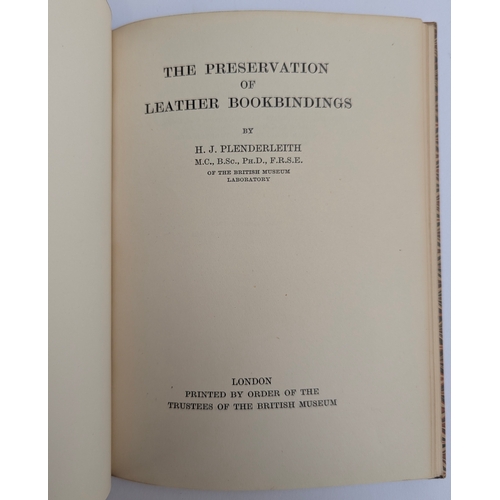 THE PRESERVATION
OF
LEATHER BOOKBINDINGS
BY
H. J. PLENDERLEITH
M.C., B.Sc., Ph.D., F.R.S.E.
OF THE BRITISH MUSEUM
LABORATORY
LONDON
PRINTED BY ORDER OF THE
TRUSTEES OF THE BRITISH MUSEUM